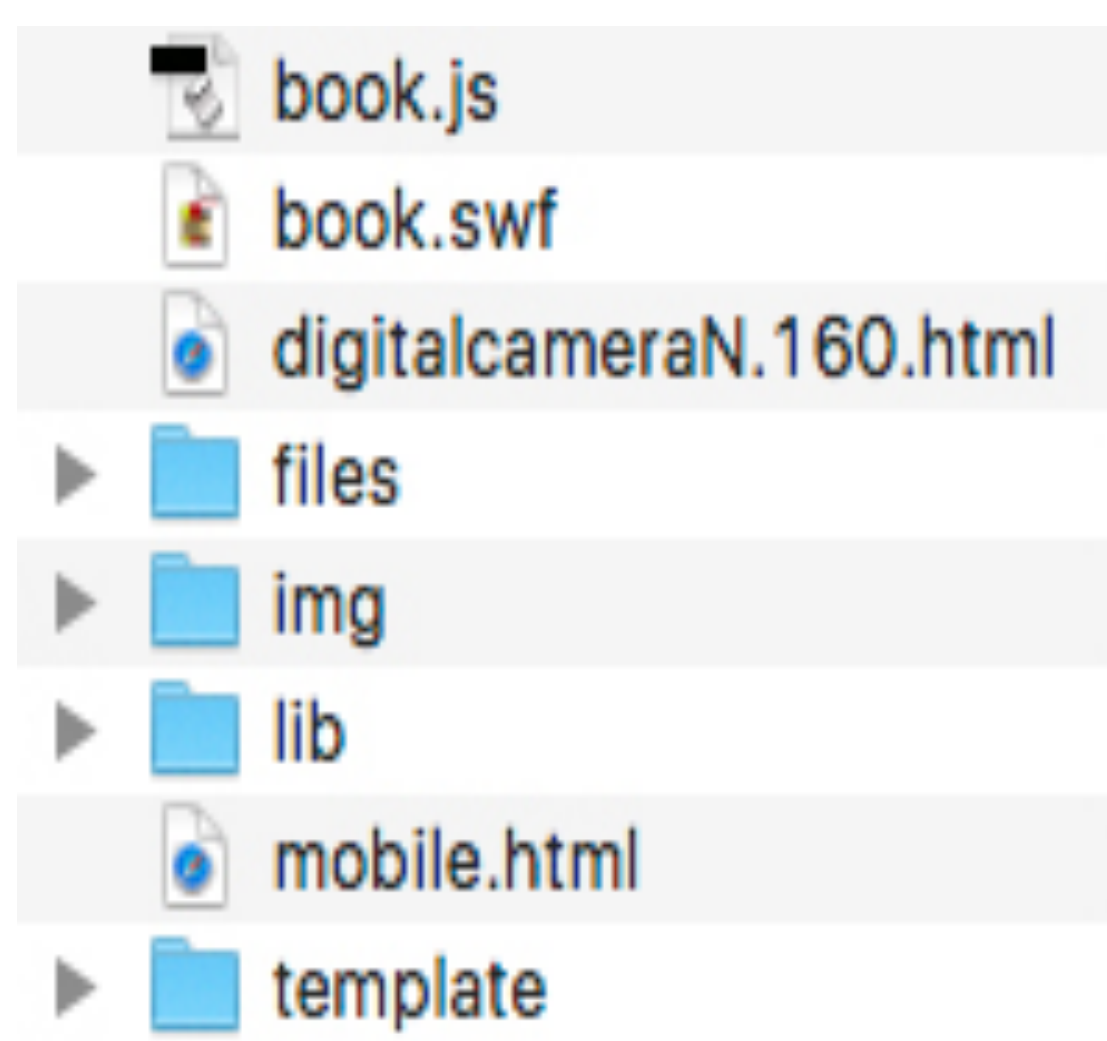 book.js
book.swf
digitalcameraN.160.html
files
img
lib
mobile.html
template